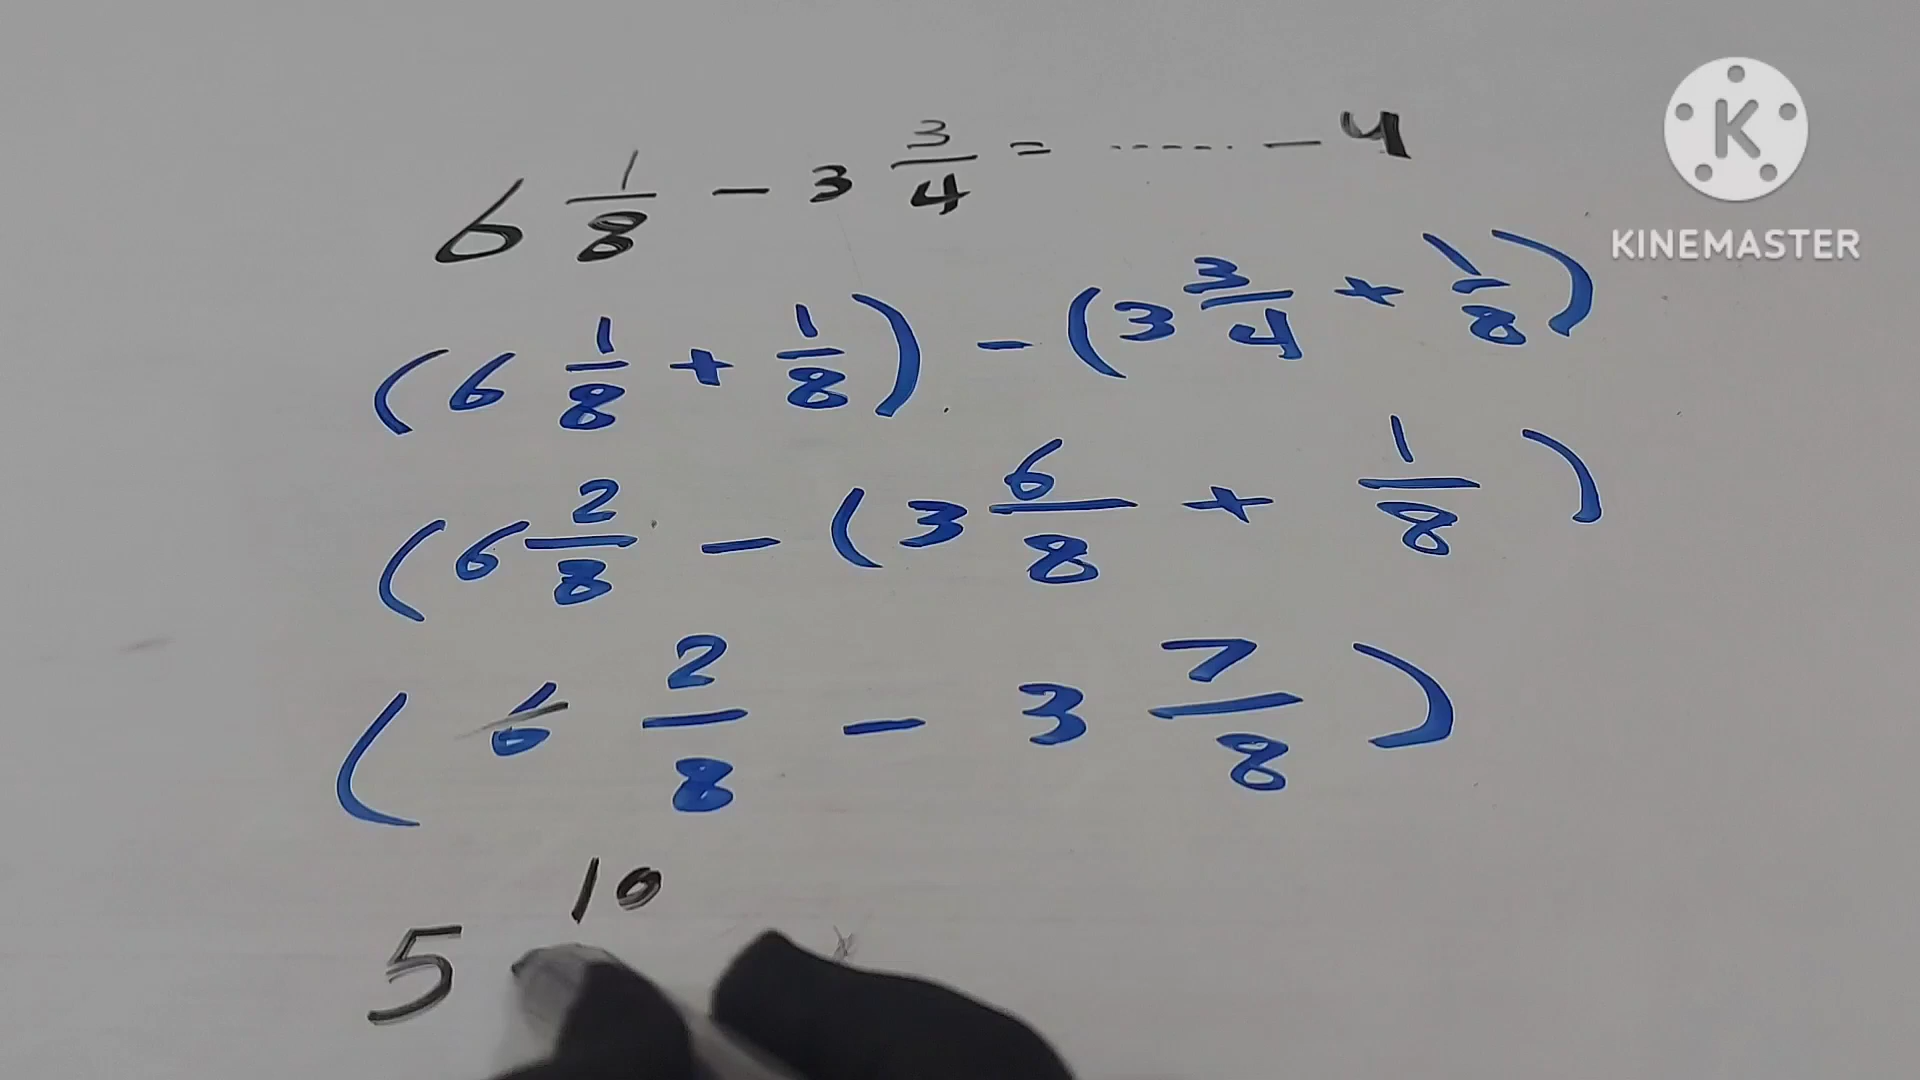 6 1/8 - 3 3/4 = ...... - 4
K
KINEMASTER
(6 1/8 + 1/8) - (3 3/4 + 1/8)
(6 2/8 - (3 6/8 + 1/8)
(6 2/8 - 3 7/8)
5 10